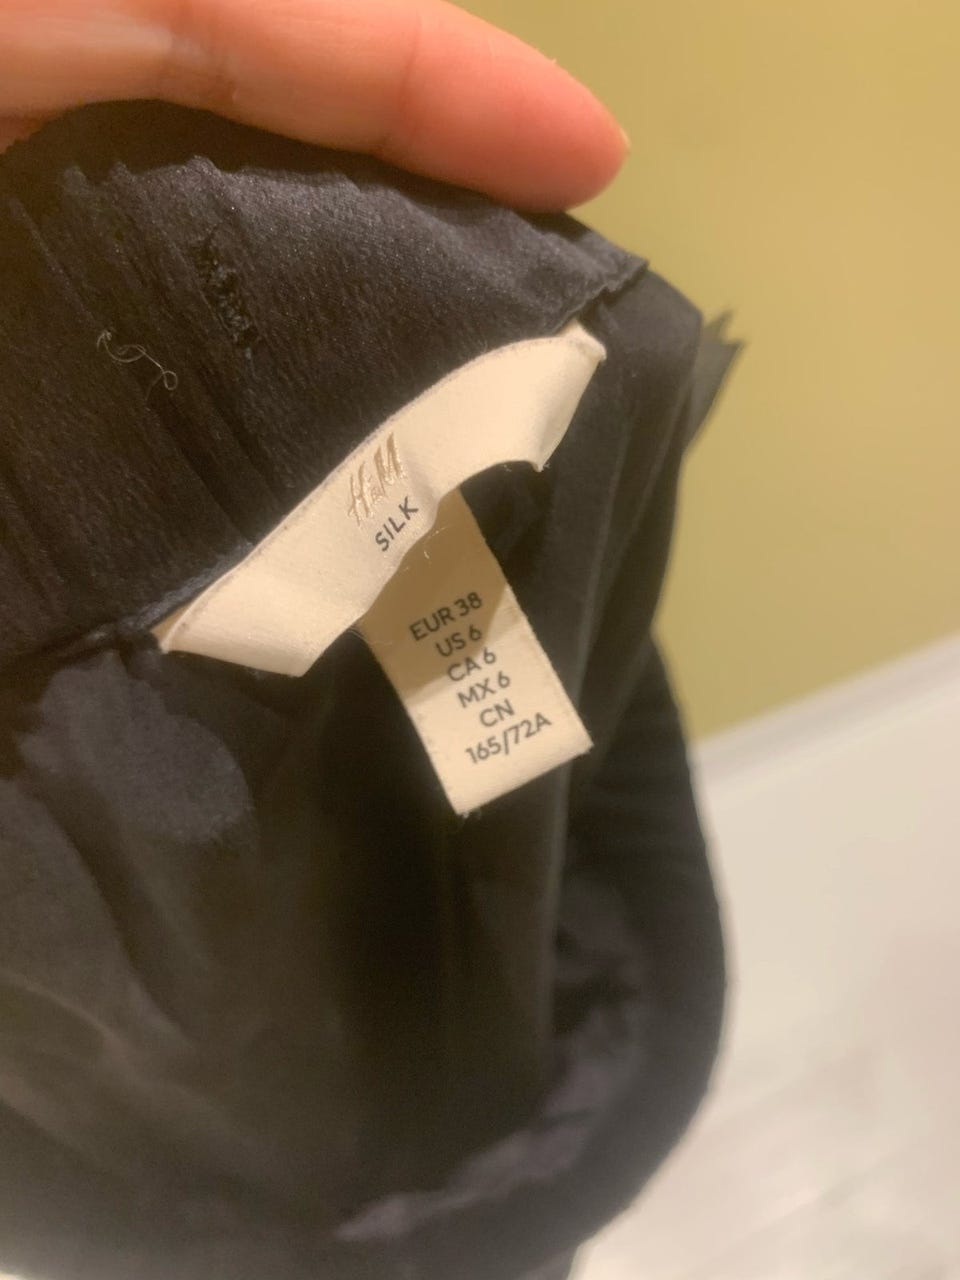 H&M
SILK
EUR 38
US 6
CA 6
MX 6
CN
165/72A